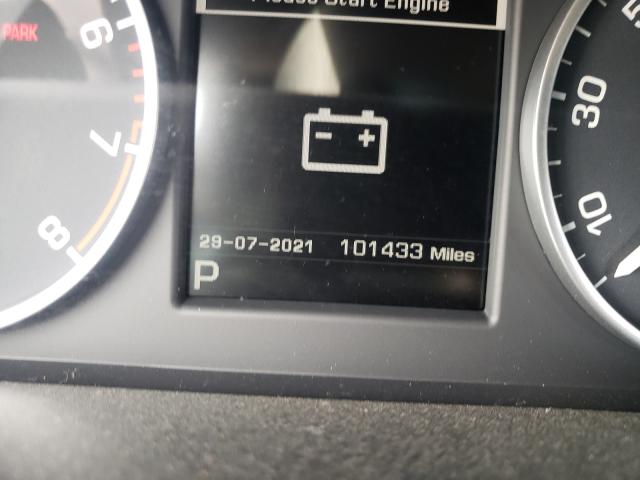 Start Engine
PARK
6
7
8
- +
30
10
29-07-2021 101433 Miles
P